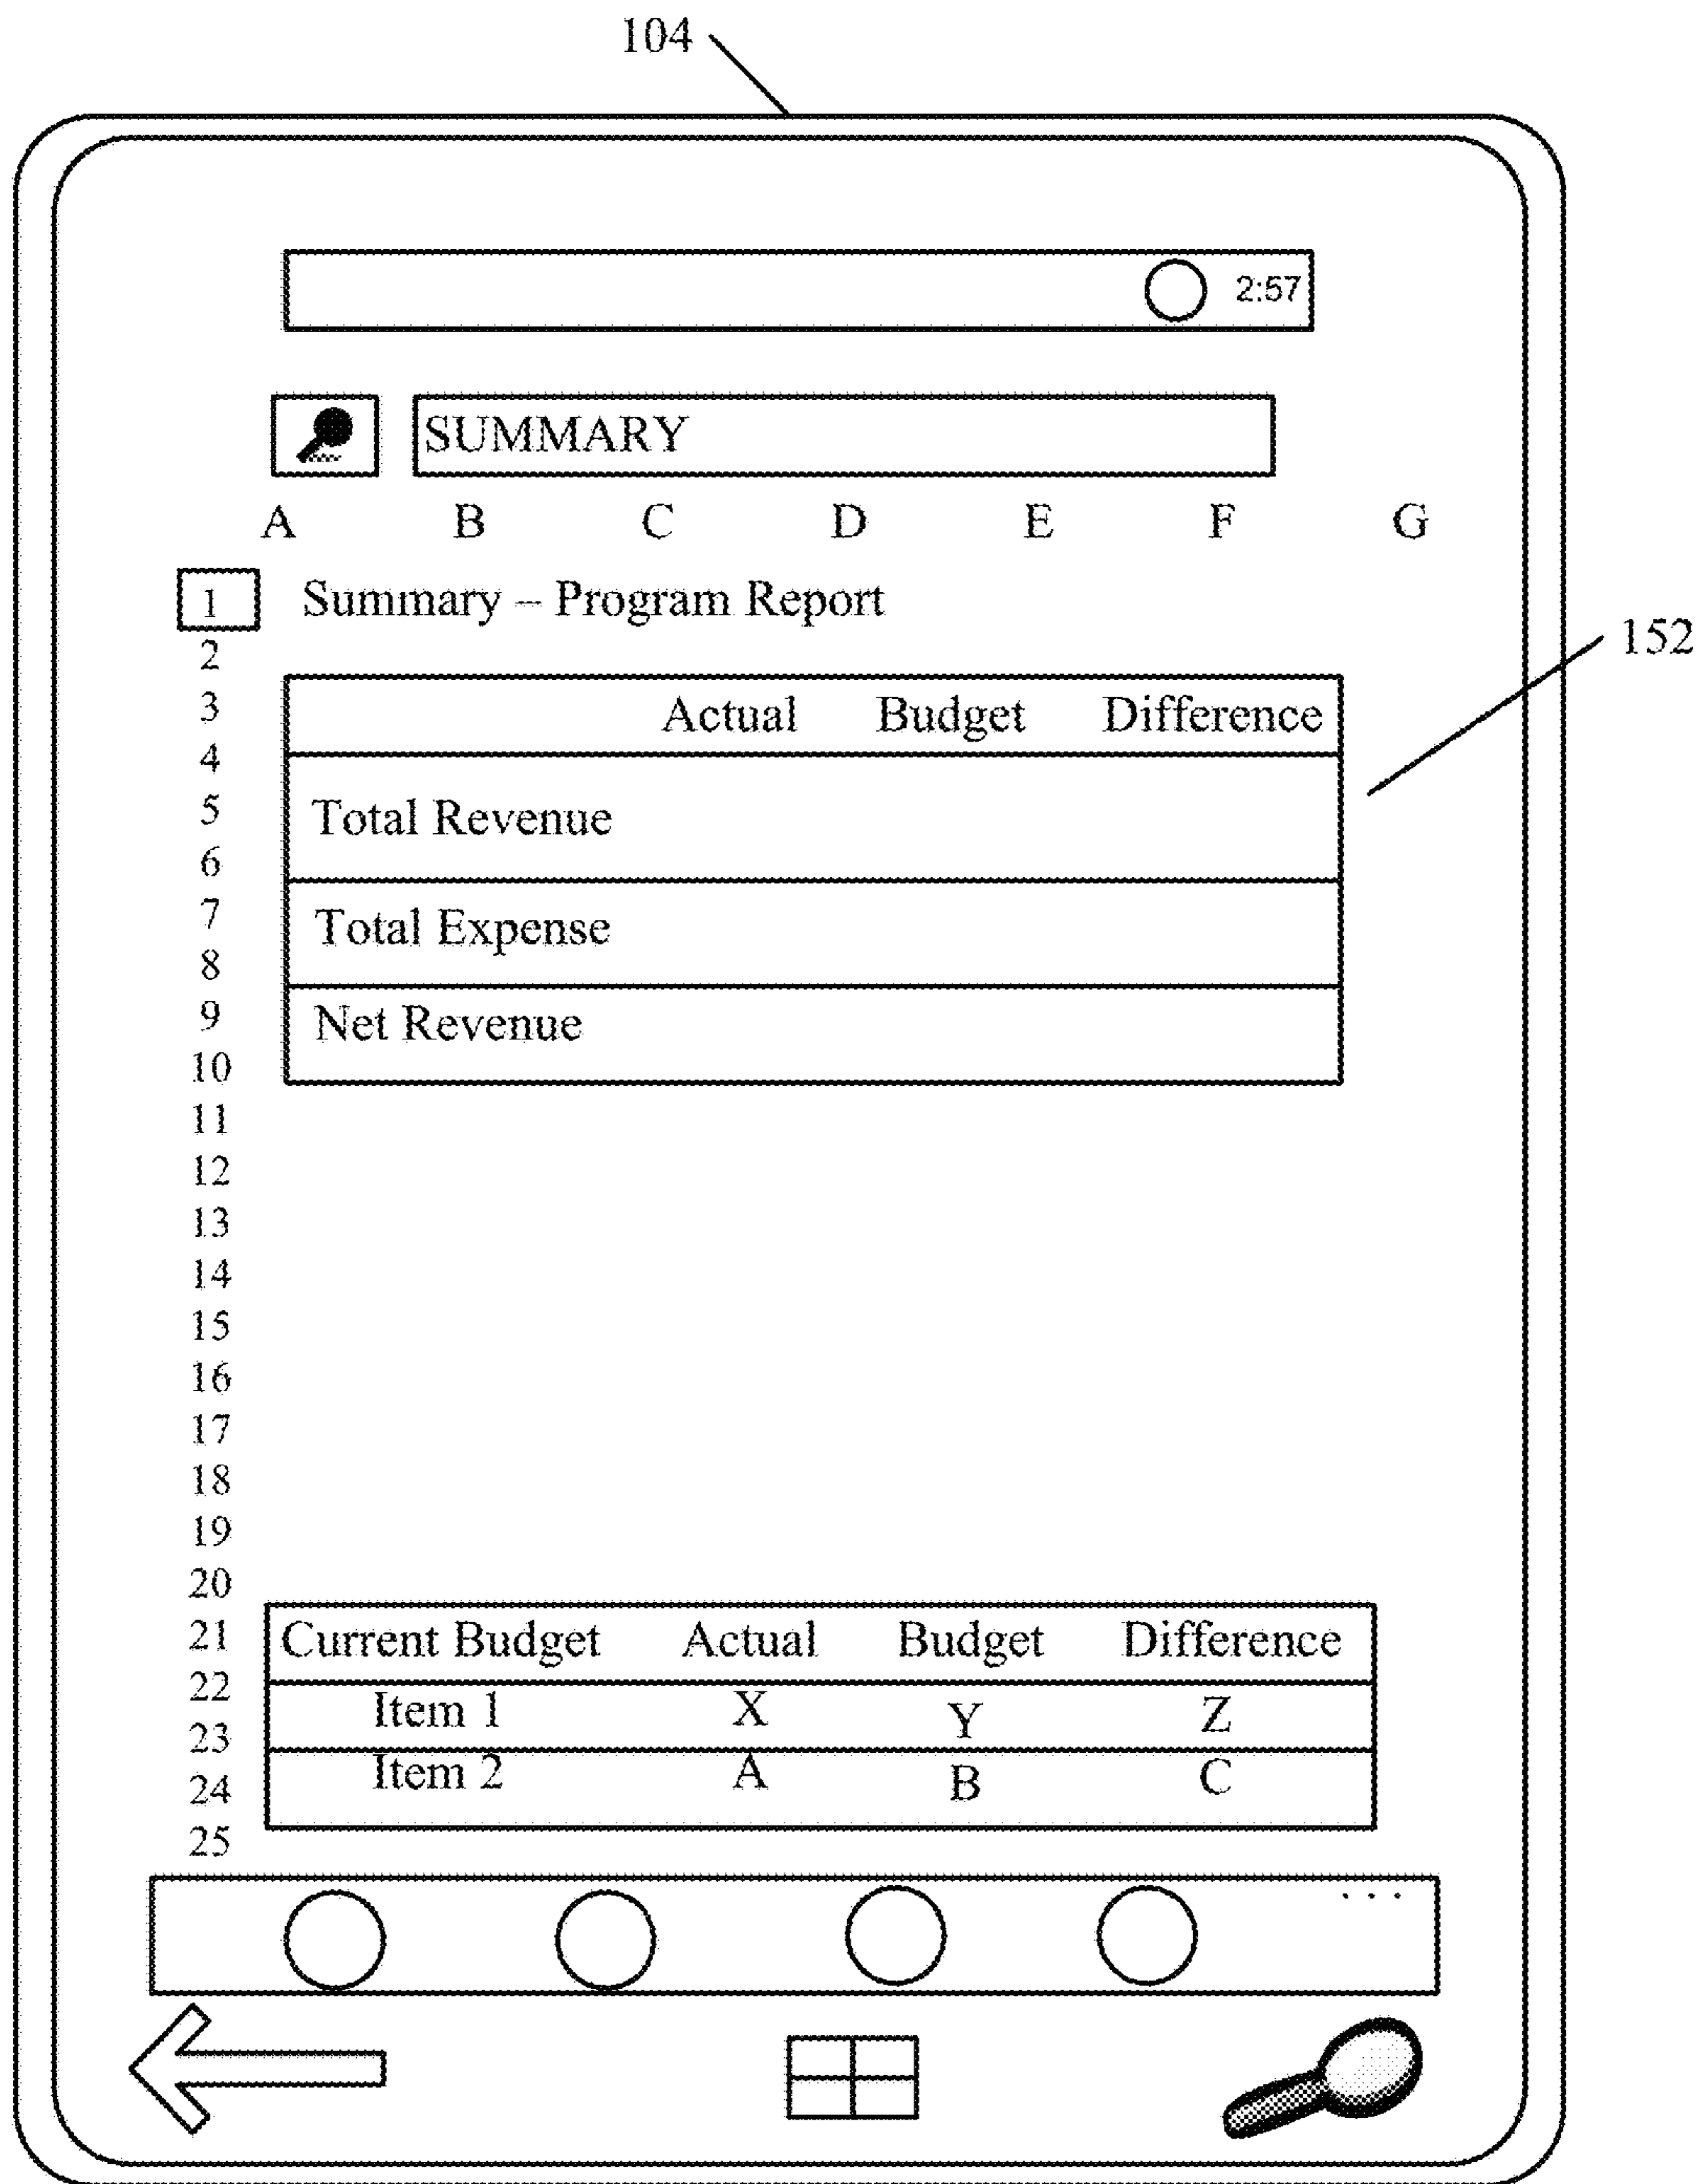 104
2:57
SUMMARY
A B C D E F G
1 Summary – Program Report
152
2
3 Actual Budget Difference
4
5 Total Revenue
6
7 Total Expense
8
9 Net Revenue
10
11
12
13
14
15
16
17
18
19
20
21 Current Budget Actual Budget Difference
22 Item 1 X Y Z
23
24 Item 2 A B C
25
. . .